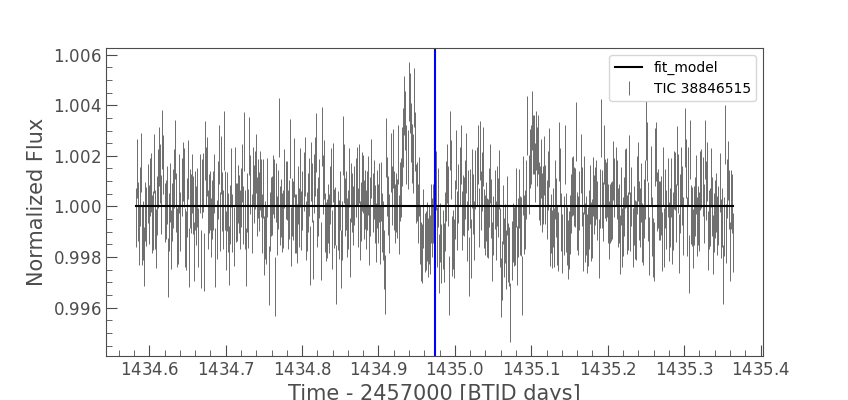 1.006
1.004
1.002
1.000
0.998
0.996
Normalized Flux
fit_model
TIC 38846515
1434.6 1434.7 1434.8 1434.9 1435.0 1435.1 1435.2 1435.3 1435.4
Time - 2457000 [BTJD days]